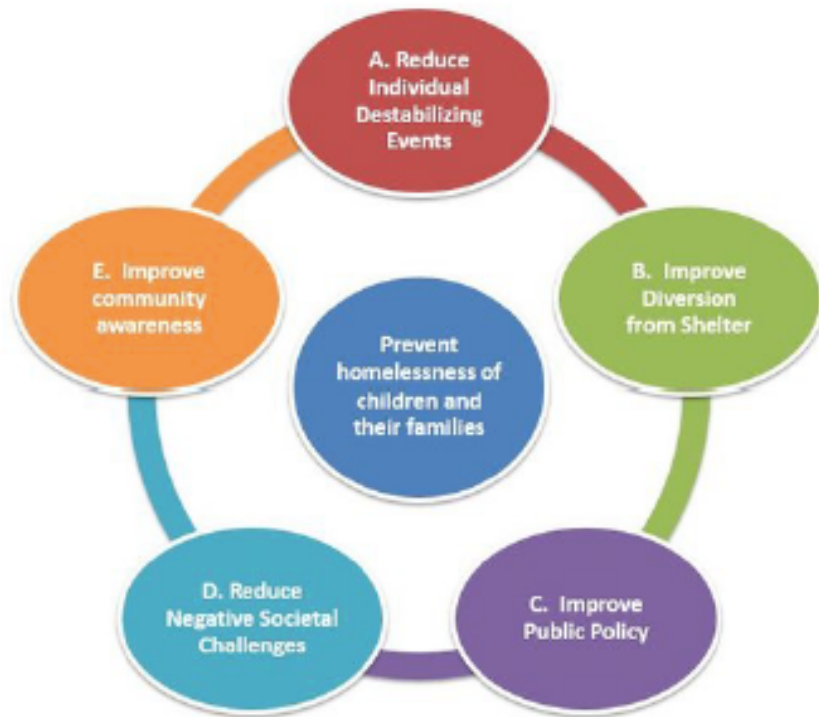 A. Reduce
Individual
Destabilizing
Events
B. Improve
Diversion
from Shelter
C. Improve
Public Policy
D. Reduce
Negative Societal
Challenges
E. Improve
community
awareness
Prevent
homelessness of
children and
their families